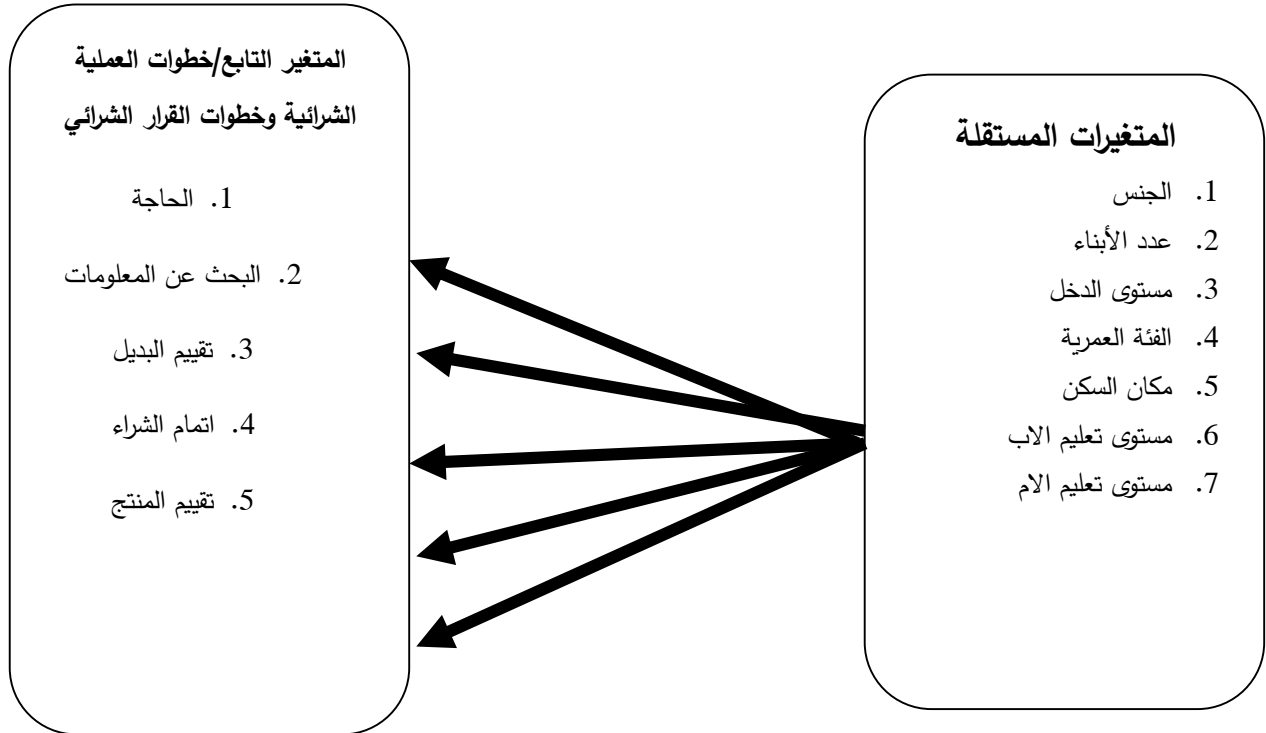 المتغيرات المستقلة
1. الجنس
2. عدد الأبناء
3. مستوى الدخل
4. الفئة العمرية
5. مكان السكن
6. مستوى تعليم الاب
7. مستوى تعليم الام
المتغير التابع/خطوات العملية
الشرائية وخطوات القرار الشرائي
1. الحاجة
2. البحث عن المعلومات
3. تقييم البديل
4. اتمام الشراء
5. تقييم المنتج